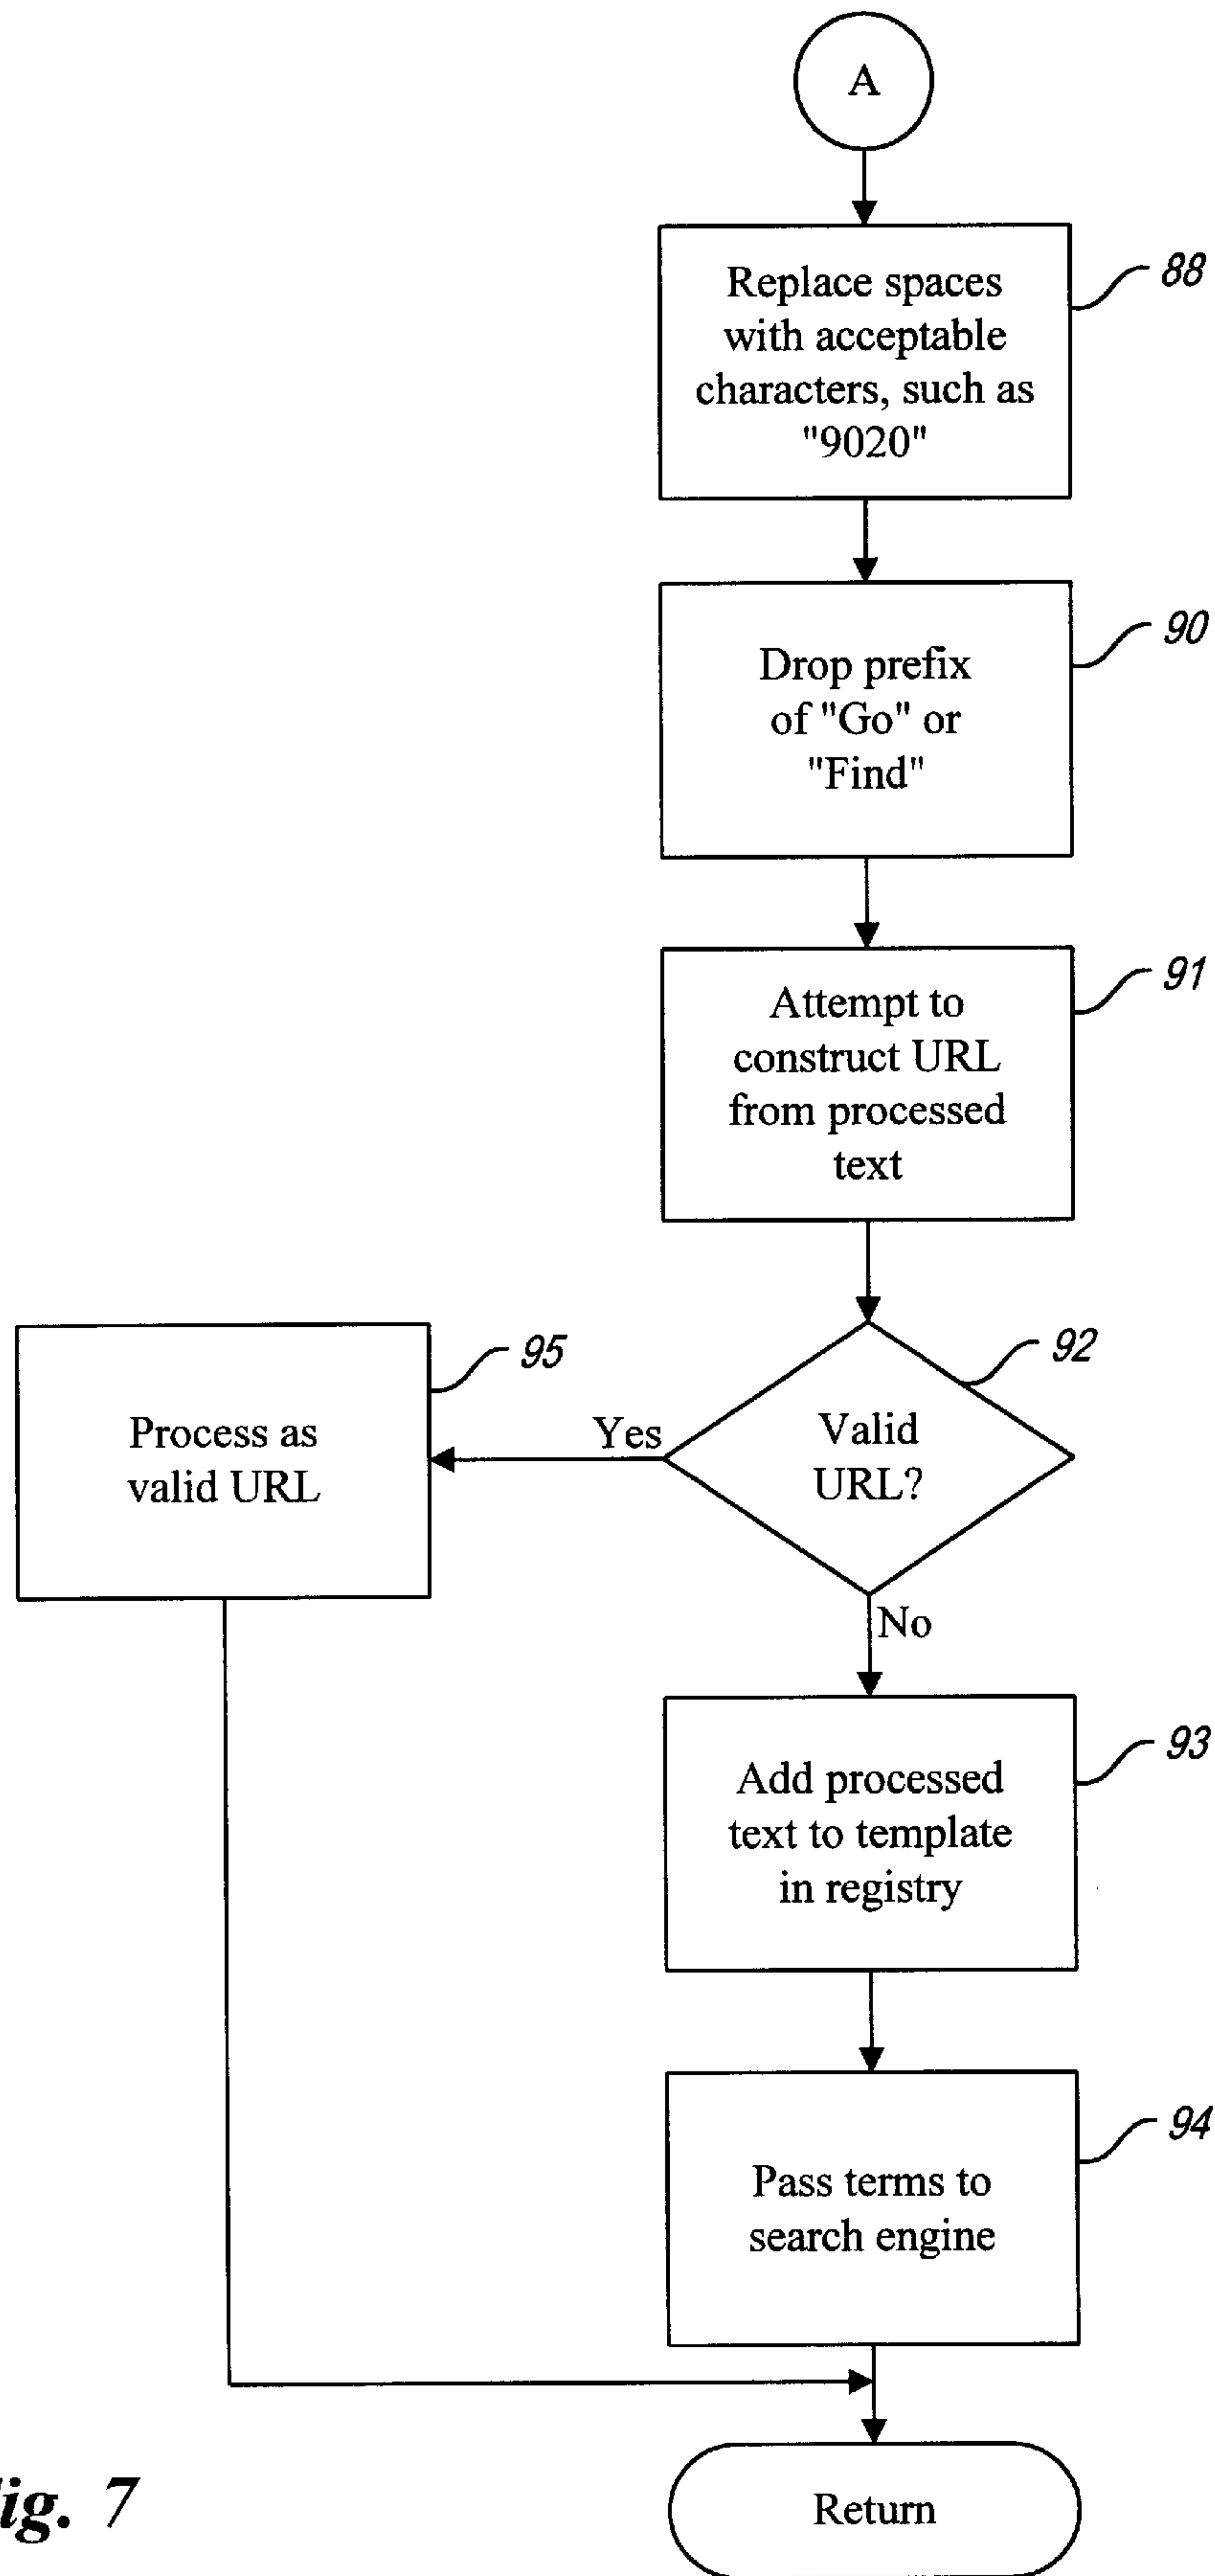 A
Replace spaces
with acceptable
characters, such as
"9020"
88
Drop prefix
of "Go" or
"Find"
90
Attempt to
construct URL
from processed
text
91
Valid
URL?
92
Yes
No
Process as
valid URL
95
Add processed
text to template
in registry
93
Pass terms to
search engine
94
Return
ig. 7